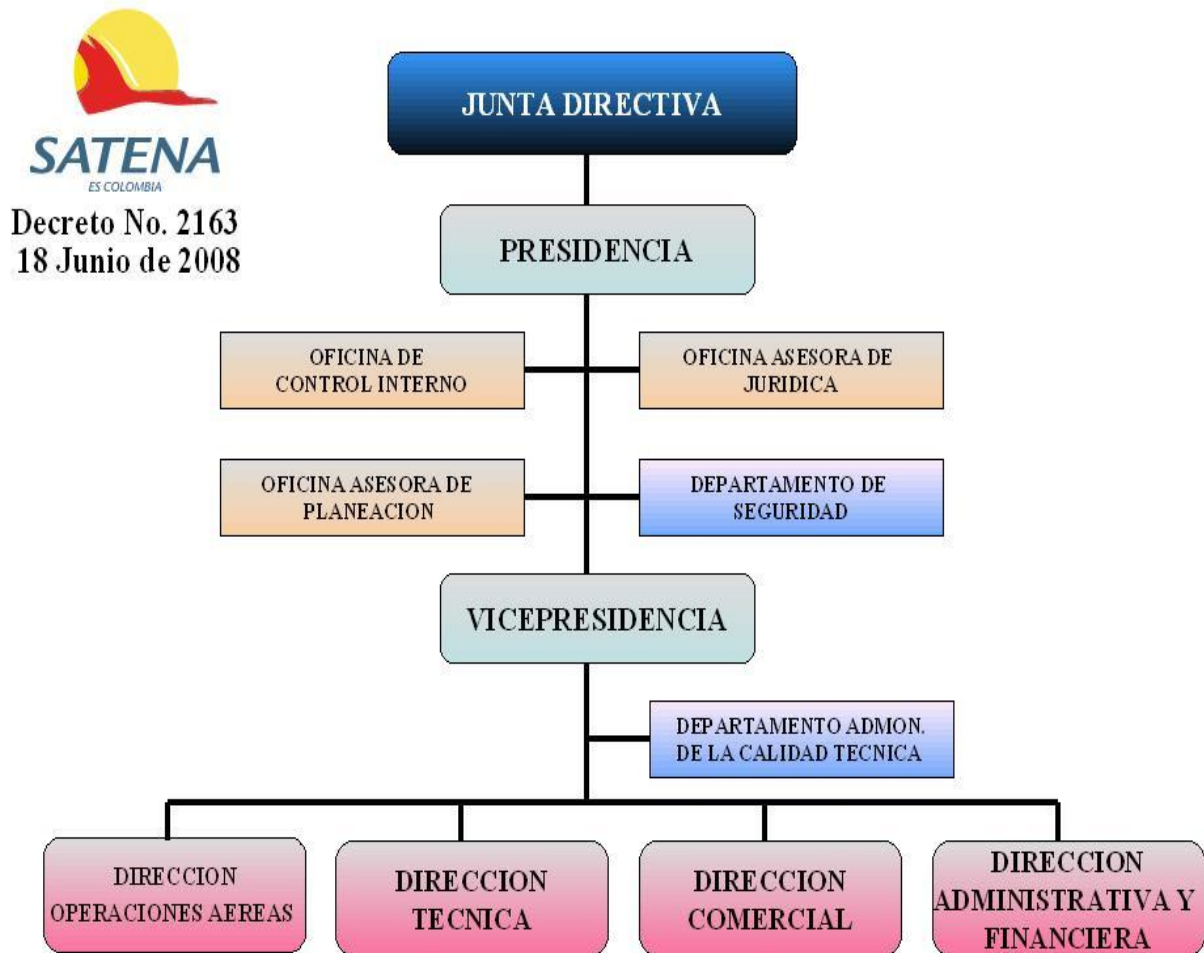 SATENA
ES COLOMBIA
Decreto No. 2163
18 Junio de 2008
JUNTA DIRECTIVA
PRESIDENCIA
OFICINA DE
CONTROL INTERNO
OFICINA ASESORA DE
JURIDICA
OFICINA ASESORA DE
PLANEACION
DEPARTAMENTO DE
SEGURIDAD
VICEPRESIDENCIA
DEPARTAMENTO ADMON.
DE LA CALIDAD TECNICA
DIRECCION
OPERACIONES AEREAS
DIRECCION
TECNICA
DIRECCION
COMERCIAL
DIRECCION
ADMINISTRATIVA Y
FINANCIERA